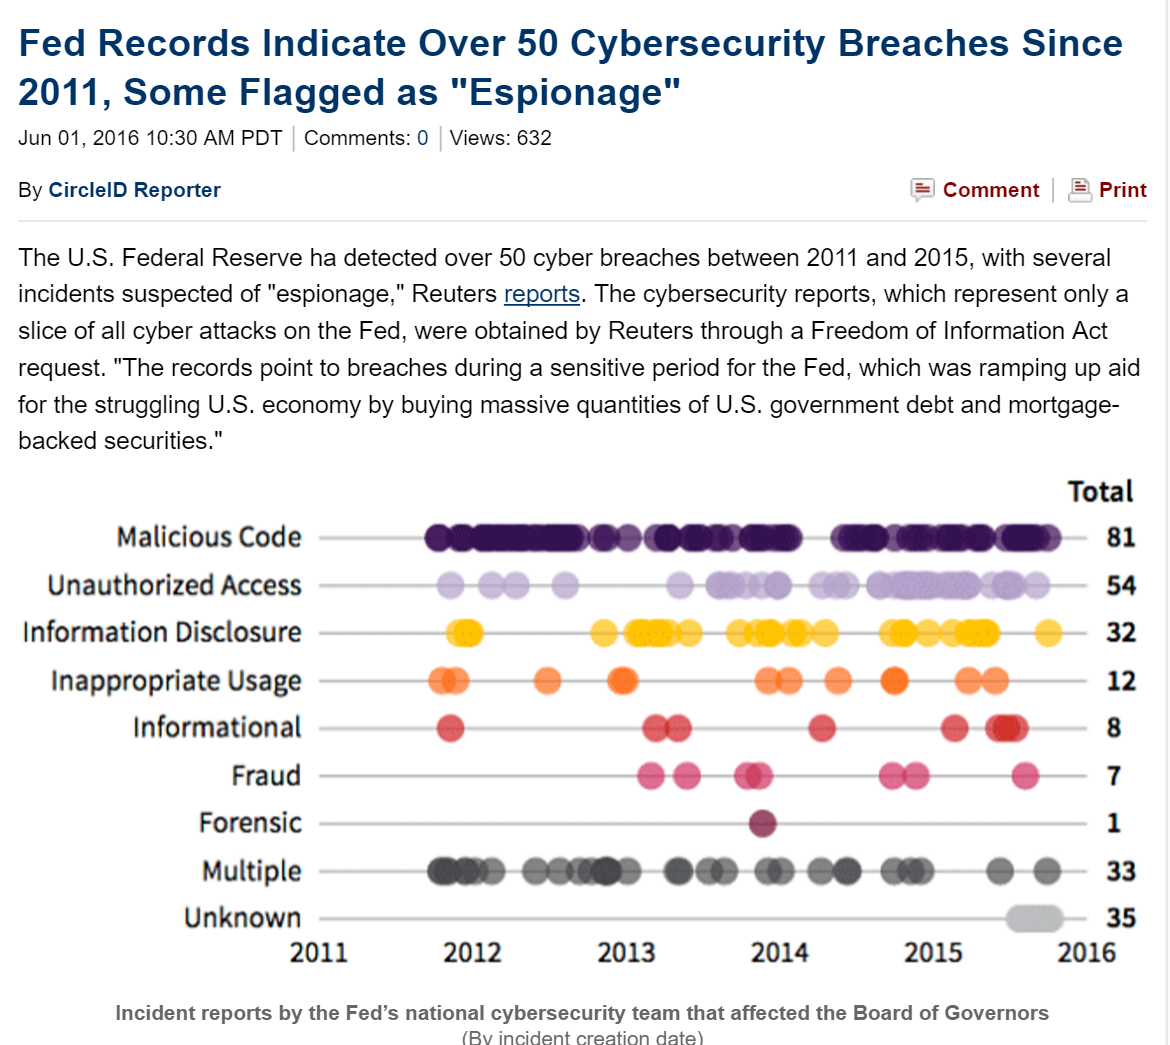 Fed Records Indicate Over 50 Cybersecurity Breaches Since
2011, Some Flagged as "Espionage"
Jun 01, 2016 10:30 AM PDT | Comments: 0 | Views: 632
By CircleID Reporter
Comment | Print
The U.S. Federal Reserve ha detected over 50 cyber breaches between 2011 and 2015, with several
incidents suspected of "espionage," Reuters reports. The cybersecurity reports, which represent only a
slice of all cyber attacks on the Fed, were obtained by Reuters through a Freedom of Information Act
request. "The records point to breaches during a sensitive period for the Fed, which was ramping up aid
for the struggling U.S. economy by buying massive quantities of U.S. government debt and mortgage-
backed securities."
Total
Malicious Code 81
Unauthorized Access 54
Information Disclosure 32
Inappropriate Usage 12
Informational 8
Fraud 7
Forensic 1
Multiple 33
Unknown 35
2011 2012 2013 2014 2015 2016
Incident reports by the Fed’s national cybersecurity team that affected the Board of Governors
(By incident creation date)